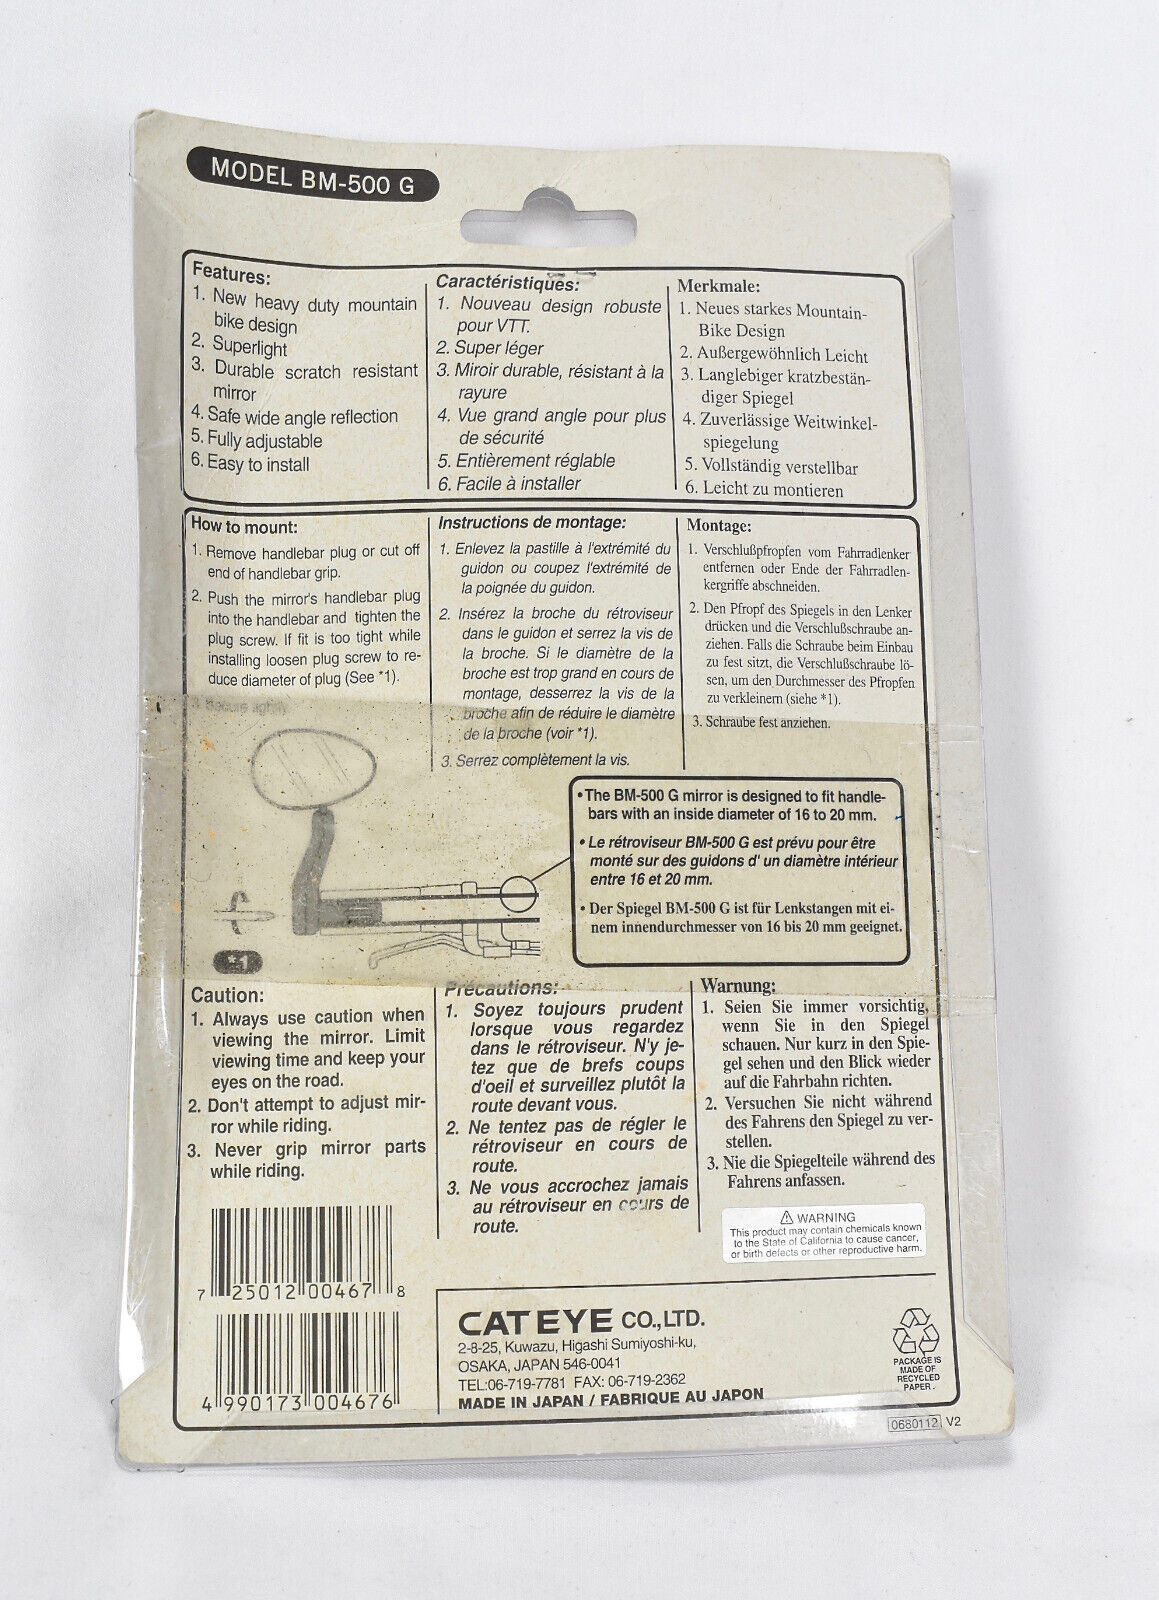 MODEL BM-500 G
Features:
1. New heavy duty mountain
bike design
2. Superlight
3. Durable scratch resistant
mirror
4. Safe wide angle reflection
5. Fully adjustable
6. Easy to install
Caractéristiques:
1. Nouveau design robuste
pour VTT.
2. Super léger
3. Miroir durable, résistant à la
rayure
4. Vue grand angle pour plus
de sécurité
5. Entièrement réglable
6. Facile à installer
Merkmale:
1. Neues starkes Mountain-
Bike Design
2. Außergewöhnlich Leicht
3. Langlebiger kratzbestän-
diger Spiegel
4. Zuverlässige Weitwinkel-
spiegelung
5. Vollständig verstellbar
6. Leicht zu montieren
How to mount:
1. Remove handlebar plug or cut off
end of handlebar grip.
2. Push the mirror's handlebar plug
into the handlebar and tighten the
plug screw. If fit is too tight while
installing loosen plug screw to re-
duce diameter of plug (See *1).
Secure
Instructions de montage:
1. Enlevez la pastille à l'extrémité du
guidon ou coupez l'extrémité de
la poignée du guidon.
2. Insérez la broche du rétroviseur
dans le guidon et serrez la vis de
la broche. Si le diamètre de la
broche est trop grand en cours de
montage, desserrez la vis de la
broche afin de réduire le diamètre
de la broche (voir *1).
3. Serrez complètement la vis.
Montage:
1. Verschlußpfropfen vom Fahrradlenker
entfernen oder Ende der Fahrradlen-
kergriffe abschneiden.
2. Den Pfropf des Spiegels in den Lenker
drücken und die Verschlußschraube an-
ziehen. Falls die Schraube beim Einbau
zu fest sitzt, die Verschlußschraube lö-
sen, um den Durchmesser des Pfropfen
zu verkleinern (siehe *1).
3. Schraube fest anziehen.
*1
•The BM-500 G mirror is designed to fit handle-
bars with an inside diameter of 16 to 20 mm.
• Le rétroviseur BM-500 G est prévu pour être
monté sur des guidons d' un diamètre intérieur
entre 16 et 20 mm.
• Der Spiegel BM-500 G ist für Lenkstangen mit ei-
nem innendurchmesser von 16 bis 20 mm geeignet.
Caution:
1. Always use caution when
viewing the mirror. Limit
viewing time and keep your
eyes on the road.
2. Don't attempt to adjust mir-
ror while riding.
3. Never grip mirror parts
while riding.
Précautions:
1. Soyez toujours prudent
lorsque vous regardez
dans le rétroviseur. N'y je-
tez que de brefs coups
d'oeil et surveillez plutôt la
route devant vous.
2. Ne tentez pas de régler le
rétroviseur en cours de
route.
3. Ne vous accrochez jamais
au rétroviseur en cours de
route.
Warnung:
1. Seien Sie immer vorsichtig,
wenn Sie in den Spiegel
schauen. Nur kurz in den Spie-
gel sehen und den Blick wieder
auf die Fahrbahn richten.
2. Versuchen Sie nicht während
des Fahrens den Spiegel zu ver-
stellen.
3. Nie die Spiegelteile während des
Fahrens anfassen.
⚠ WARNING
This product may contain chemicals known
to the State of California to cause cancer,
or birth defects or other reproductive harm.
7 25012 00467 8
4 990173 004676
CAT EYE CO.,LTD.
2-8-25, Kuwazu, Higashi Sumiyoshi-ku,
OSAKA, JAPAN 546-0041
TEL:06-719-7781 FAX: 06-719-2362
MADE IN JAPAN / FABRIQUE AU JAPON
PACKAGE IS
MADE OF
RECYCLED
PAPER.
0680112 V2